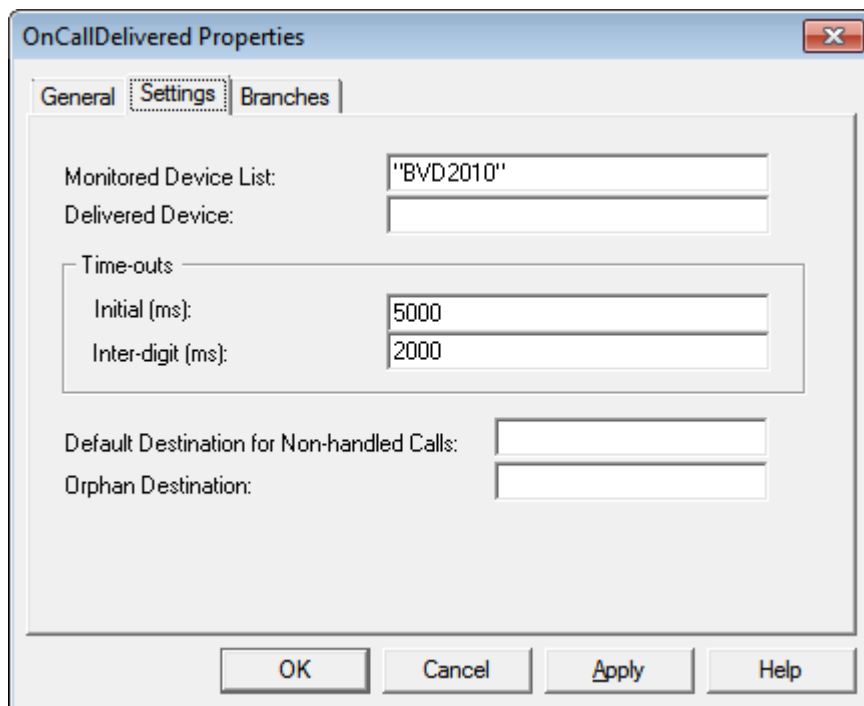 OnCallDelivered Properties
General Settings Branches
Monitored Device List: "BVD2010"
Delivered Device:
Time-outs
Initial (ms): 5000
Inter-digit (ms): 2000
Default Destination for Non-handled Calls:
Orphan Destination:
OK Cancel Apply Help